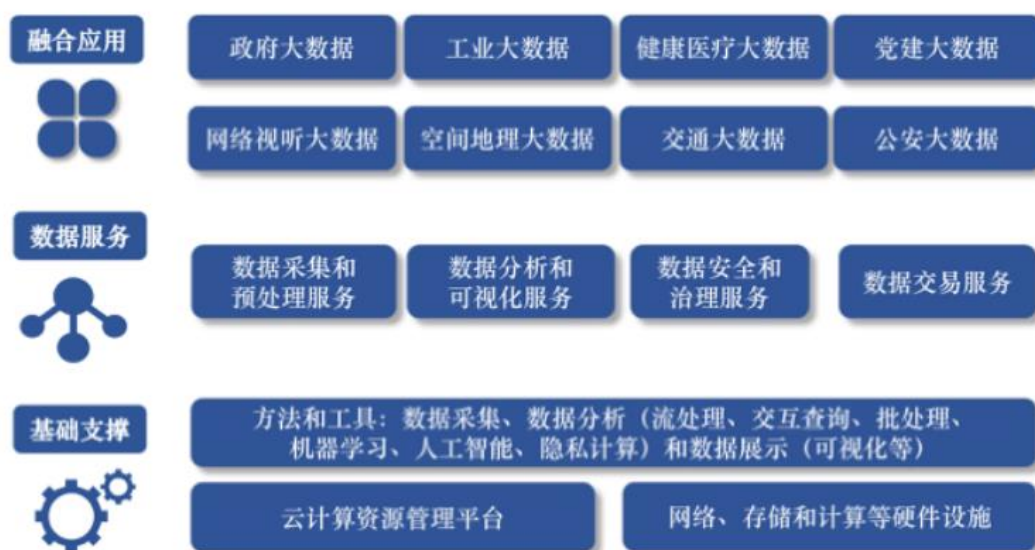 融合应用
政府大数据
工业大数据
健康医疗大数据
党建大数据
网络视听大数据
空间地理大数据
交通大数据
公安大数据
数据服务
数据采集和
预处理服务
数据分析和
可视化服务
数据安全和
治理服务
数据交易服务
基础支撑
方法和工具：数据采集、数据分析（流处理、交互查询、批处理、
机器学习、人工智能、隐私计算）和数据展示（可视化等）
云计算资源管理平台
网络、存储和计算等硬件设施